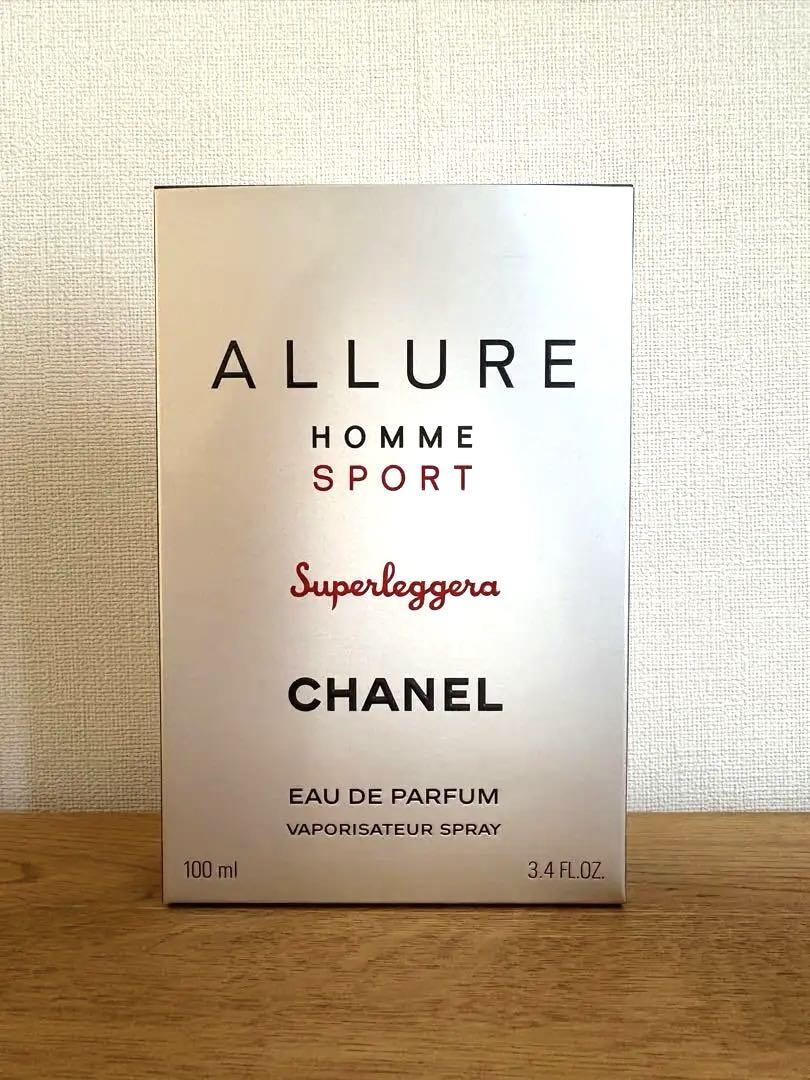 ALLURE
HOMME
SPORT
Superleggera
CHANEL
EAU DE PARFUM
VAPORISATEUR SPRAY
100 ml 3.4 FL.OZ.